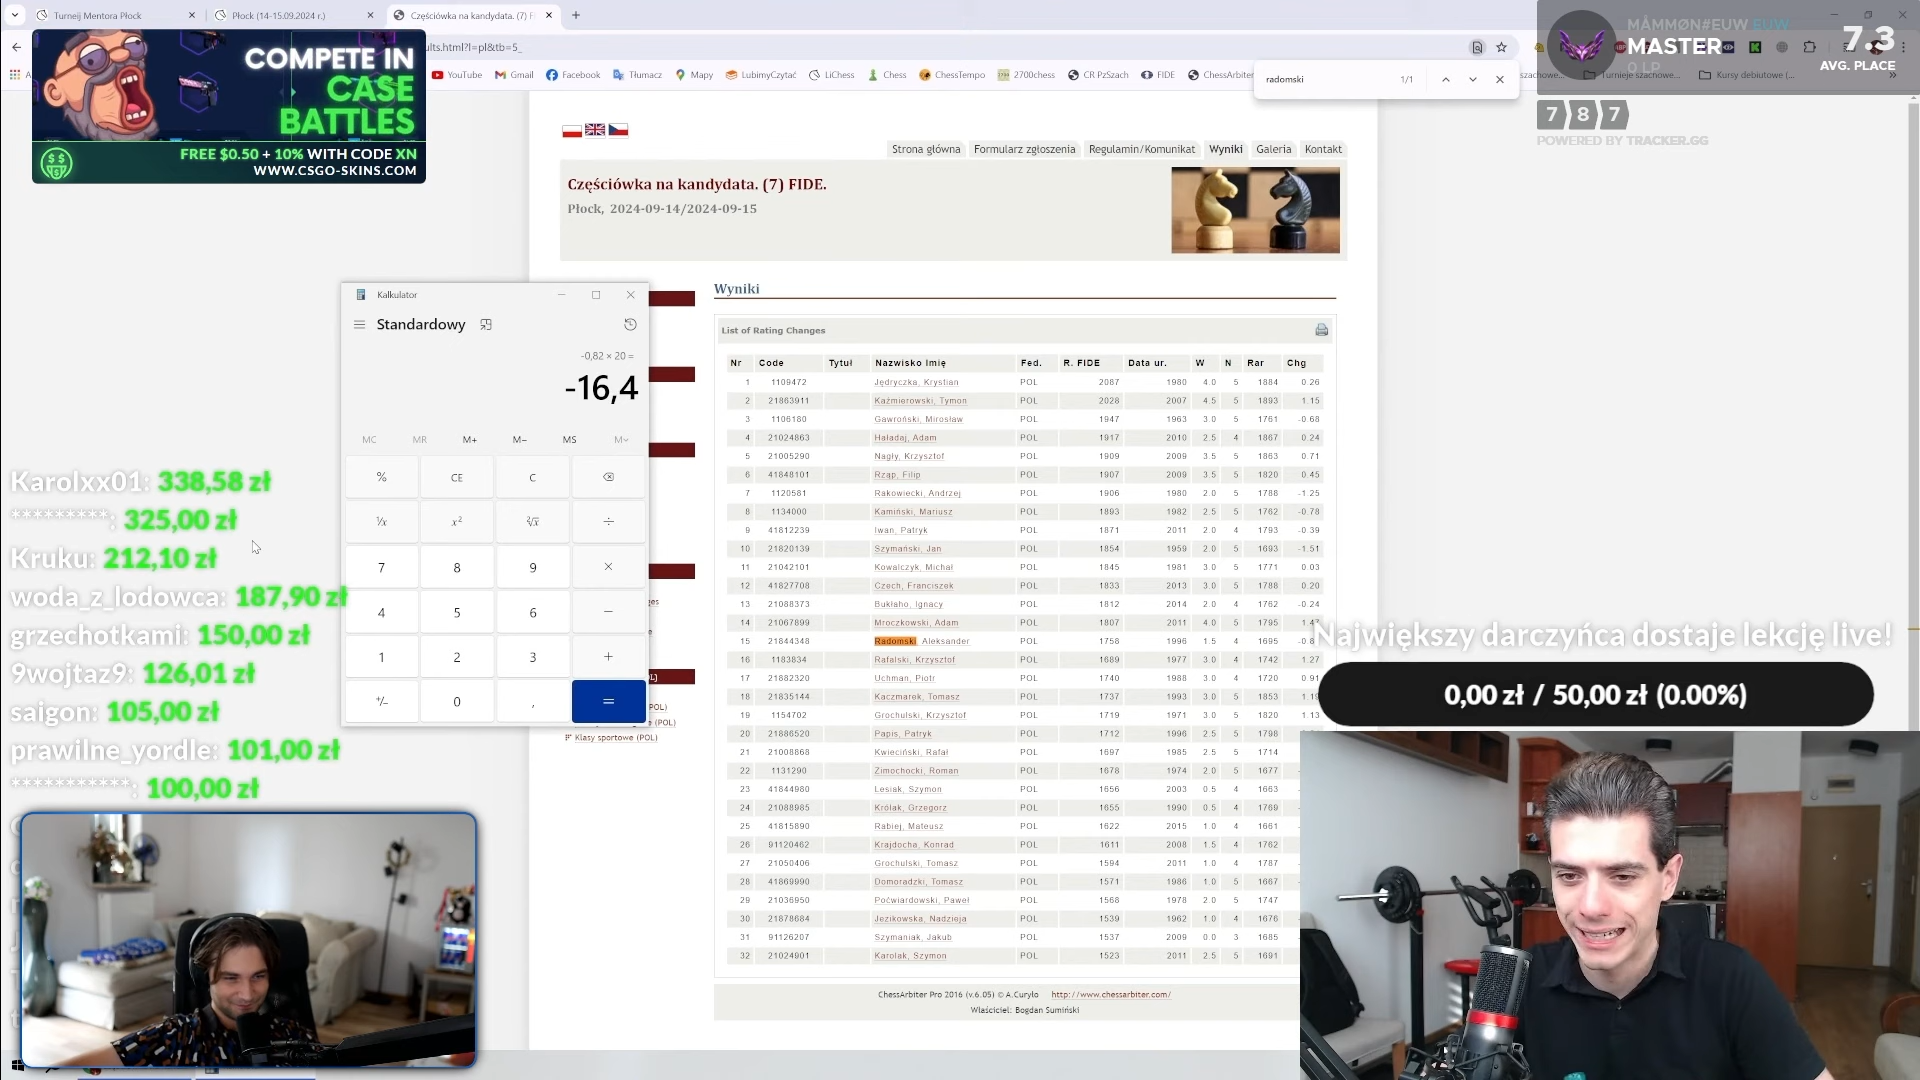 Turneij Mentora Płock
Płock (14-15.09.2024 r.)
Częściówka na kandydata. (7) FI
ults.html?l=pl&tb=5_
YouTube
Gmail
Facebook
Tłumacz
Mapy
LubimyCzytać
LiChess
Chess
ChessTempo
2700chess
CR PzSzach
FIDE
ChessArbiter
Turnieje szachowe...
Kursy debiutowe (...
radomski
1/1
MÅMMØN#EUW EUW
MASTER
0 LP
7.3
AVG. PLACE
7 8 7
POWERED BY TRACKER.GG
COMPETE IN
CASE
BATTLES
FREE $0.50 + 10% WITH CODE XN
WWW.CSGO-SKINS.COM
Strona główna
Formularz zgłoszenia
Regulamin/Komunikat
Wyniki
Galeria
Kontakt
Częściówka na kandydata. (7) FIDE.
Płock, 2024-09-14/2024-09-15
Wyniki
List of Rating Changes
Nr Code Tytuł Nazwisko Imię Fed. R. FIDE Data ur. W N Rar Chg
1 1109472 Jędryczka, Krystian POL 2087 1980 4.0 5 1884 0.26
2 21863911 Kaźmierowski, Tymon POL 2028 2007 4.5 5 1893 1.15
3 1106180 Gawroński, Mirosław POL 1947 1963 3.0 5 1761 -0.68
4 21024863 Haładaj, Adam POL 1917 2010 2.5 4 1867 0.24
5 21005290 Nagły, Krzysztof POL 1909 2009 3.5 5 1863 0.71
6 41848101 Rząp, Filip POL 1907 2009 3.5 5 1820 0.45
7 1120581 Rakowiecki, Andrzej POL 1906 1980 2.0 5 1788 -1.25
8 1134000 Kamiński, Mariusz POL 1893 1982 2.5 5 1762 -0.78
9 41812239 Iwan, Patryk POL 1871 2011 2.0 4 1793 -0.39
10 21820139 Szymański, Jan POL 1854 1959 2.0 5 1693 -1.51
11 21042101 Kowalczyk, Michał POL 1845 1981 3.0 5 1771 0.03
12 41827708 Czech, Franciszek POL 1833 2013 3.0 5 1788 0.20
13 21088373 Bukłaho, Ignacy POL 1812 2014 2.0 4 1762 -0.24
14 21067899 Mroczkowski, Adam POL 1811 2007 4.0 5 1795 1.4
15 21844348 Radomski, Aleksander POL 1758 1996 1.5 4 1695 -0.8
16 1183834 Rafalski, Krzysztof POL 1689 1977 3.0 4 1742 1.27
17 21882320 Uchman, Piotr POL 1740 1988 3.0 4 1720 0.91
18 21835144 Kaczmarek, Tomasz POL 1737 1993 3.0 5 1853 1.1
19 1154702 Grochulski, Krzysztof POL 1719 1971 3.0 5 1820 1.13
20 21886520 Papis, Patryk POL 1712 1996 2.5 5 1798
21 21008868 Kwieciński, Rafał POL 1697 1985 2.5 5 1714
22 1131290 Zimochocki, Roman POL 1678 1974 2.0 5 1677
23 41844980 Lesiak, Szymon POL 1656 2003 0.5 4 1663
24 21088985 Królak, Grzegorz POL 1655 1990 0.5 4 1769
25 41815890 Rabiej, Mateusz POL 1622 2015 1.0 4 1661
26 91120462 Krajdocha, Konrad POL 1611 2008 1.5 4 1762
27 21050406 Grochulski, Tomasz POL 1594 2011 1.0 4 1787
28 41869990 Domoradzki, Tomasz POL 1571 1986 1.0 5 1667
29 21036950 Poćwiardowski, Paweł POL 1568 1978 2.0 5 1747
30 21878684 Jezikowska, Nadzieja POL 1539 1962 1.0 4 1676
31 91126207 Szymaniak, Jakub POL 1537 2009 0.0 3 1685
32 21024901 Karolak, Szymon POL 1523 2011 2.5 5 1691
ChessArbiter Pro 2016 (v.6.05) © A.Curyło http://www.chessarbiter.com/
Właściciel: Bogdan Sumiński
(POL)
Klasy sportowe (POL)
Kalkulator
Standardowy
-0,82 × 20 =
-16,4
MC MR M+ M- MS M˅
% CE C
¹/x x² ²√x ÷
7 8 9 ×
4 5 6 −
1 2 3 +
+/− 0 , =
Karolxx01: 338,58 zł
*********: 325,00 zł
Kruku: 212,10 zł
woda_z_lodowca: 187,90 zł
grzechotkami: 150,00 zł
9wojtaz9: 126,01 zł
saigon: 105,00 zł
prawilne_yordle: 101,00 zł
***********: 100,00 zł
Największy darczyńca dostaje lekcję live!
0,00 zł / 50,00 zł (0.00%)